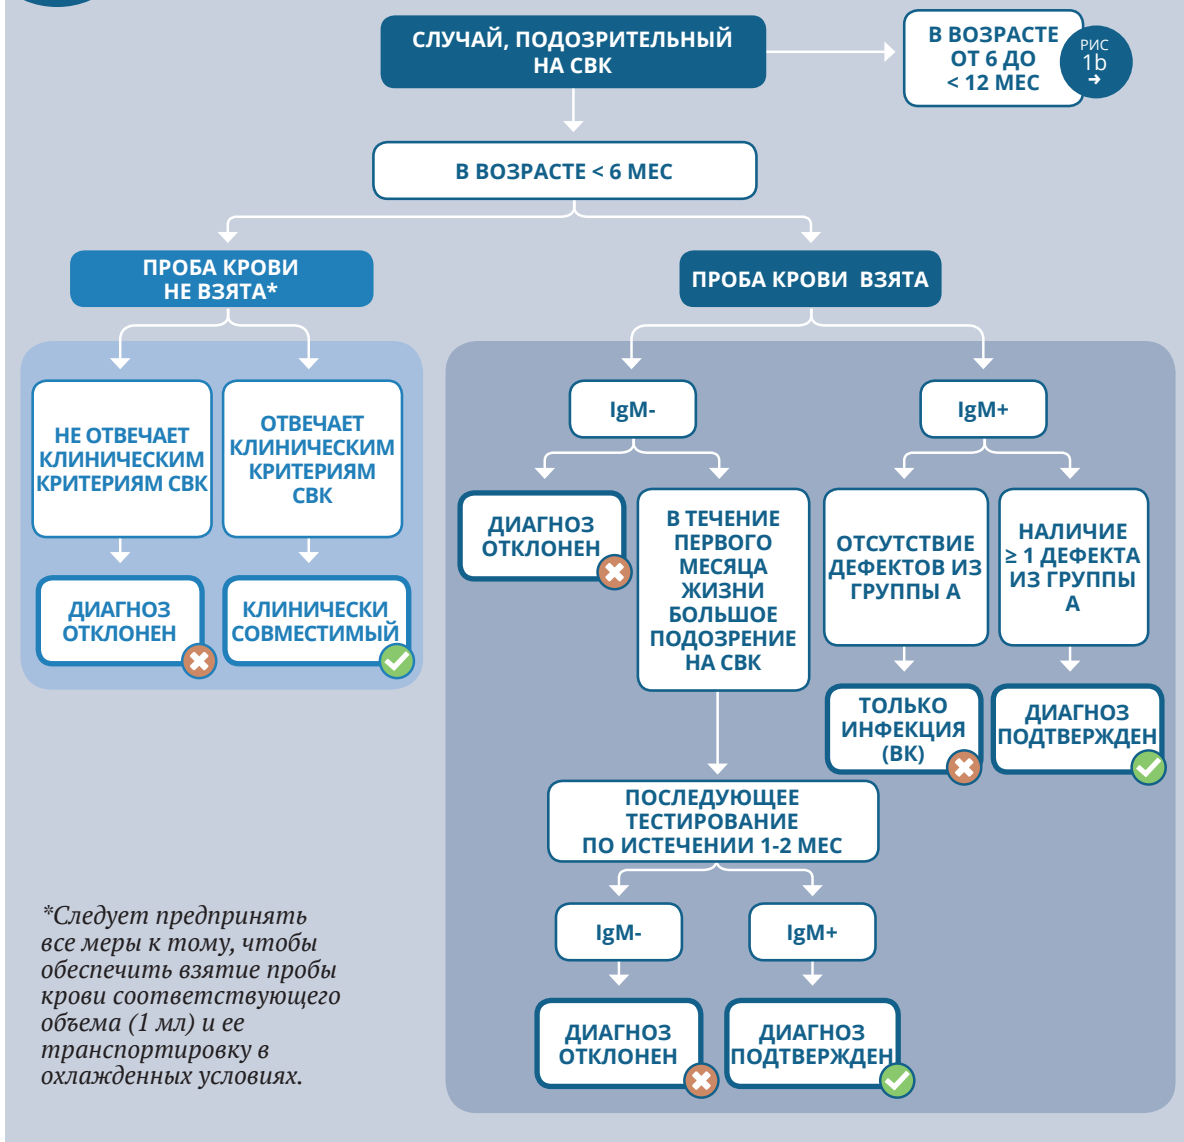 СЛУЧАЙ, ПОДОЗРИТЕЛЬНЫЙ
НА СВК
В ВОЗРАСТЕ
ОТ 6 ДО
< 12 МЕС
РИС
1b
В ВОЗРАСТЕ < 6 МЕС
ПРОБА КРОВИ
НЕ ВЗЯТА*
ПРОБА КРОВИ ВЗЯТА
НЕ ОТВЕЧАЕТ
КЛИНИЧЕСКИМ
КРИТЕРИЯМ СВК
ОТВЕЧАЕТ
КЛИНИЧЕСКИМ
КРИТЕРИЯМ
СВК
ДИАГНОЗ
ОТКЛОНЕН
КЛИНИЧЕСКИ
СОВМЕСТИМЫЙ
IgM-
IgM+
ДИАГНОЗ
ОТКЛОНЕН
В ТЕЧЕНИЕ
ПЕРВОГО
МЕСЯЦА
ЖИЗНИ
БОЛЬШОЕ
ПОДОЗРЕНИЕ
НА СВК
ОТСУТСТВИЕ
ДЕФЕКТОВ ИЗ
ГРУППЫ А
НАЛИЧИЕ
≥ 1 ДЕФЕКТА
ИЗ ГРУППЫ
А
ТОЛЬКО
ИНФЕКЦИЯ
(ВК)
ДИАГНОЗ
ПОДТВЕРЖДЕН
ПОСЛЕДУЮЩЕЕ
ТЕСТИРОВАНИЕ
ПО ИСТЕЧЕНИИ 1-2 МЕС
IgM-
IgM+
ДИАГНОЗ
ОТКЛОНЕН
ДИАГНОЗ
ПОДТВЕРЖДЕН
*Следует предпринять
все меры к тому, чтобы
обеспечить взятие пробы
крови соответствующего
объема (1 мл) и ее
транспортировку в
охлажденных условиях.